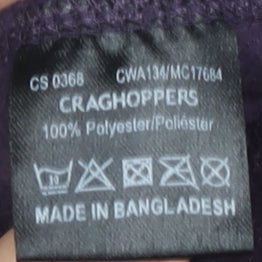 CS 0368 CWA134/MC17684
CRAGHOPPERS
100% Polyester/Poliéster
MADE IN BANGLADESH